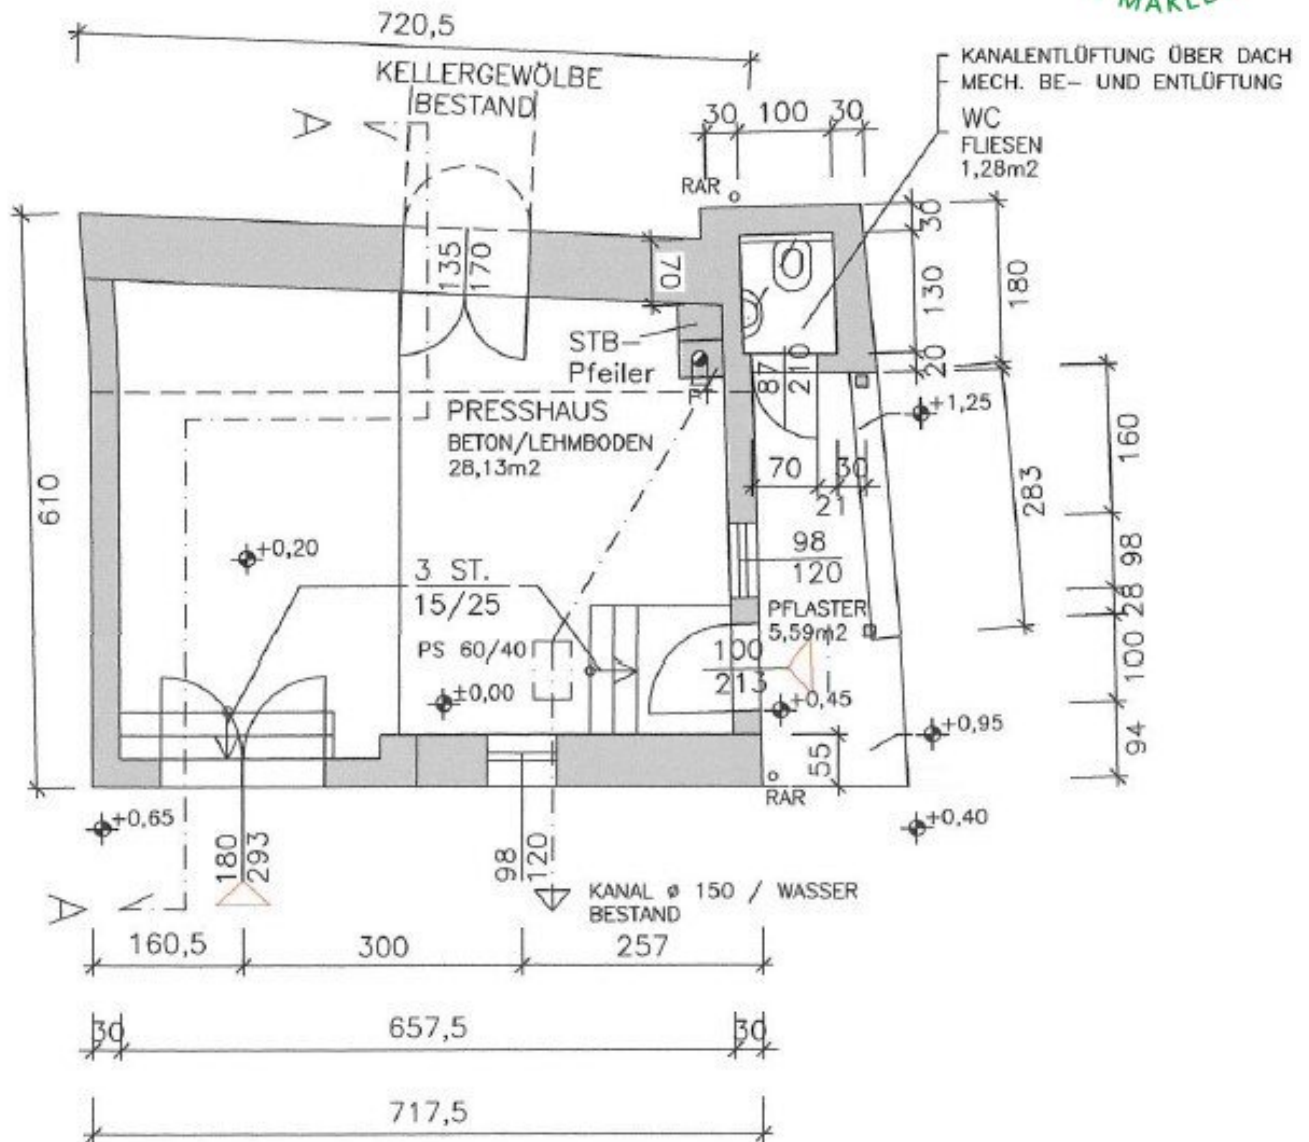 MAKLE
720,5
KELLERGEWÖLBE
BESTAND
KANALENTLÜFTUNG ÜBER DACH
MECH. BE- UND ENTLÜFTUNG
WC
FLIESEN
1,28m2
30 100 30
A
RAR
30
130
20
180
135
170
70
STB-
Pfeiler
87
210
+1,25
PRESSHAUS
BETON/LEHMBODEN
28,13m2
70 30
21
160
283
610
+0,20
98
120
98
28
3 ST.
15/25
PFLASTER
5,59m2
PS 60/40
100
213
100
±0,00
+0,45
+0,95
94
55
RAR
+0,65
+0,40
180
293
98
120
A
KANAL ø 150 / WASSER
BESTAND
160,5 300 257
30 657,5 30
717,5